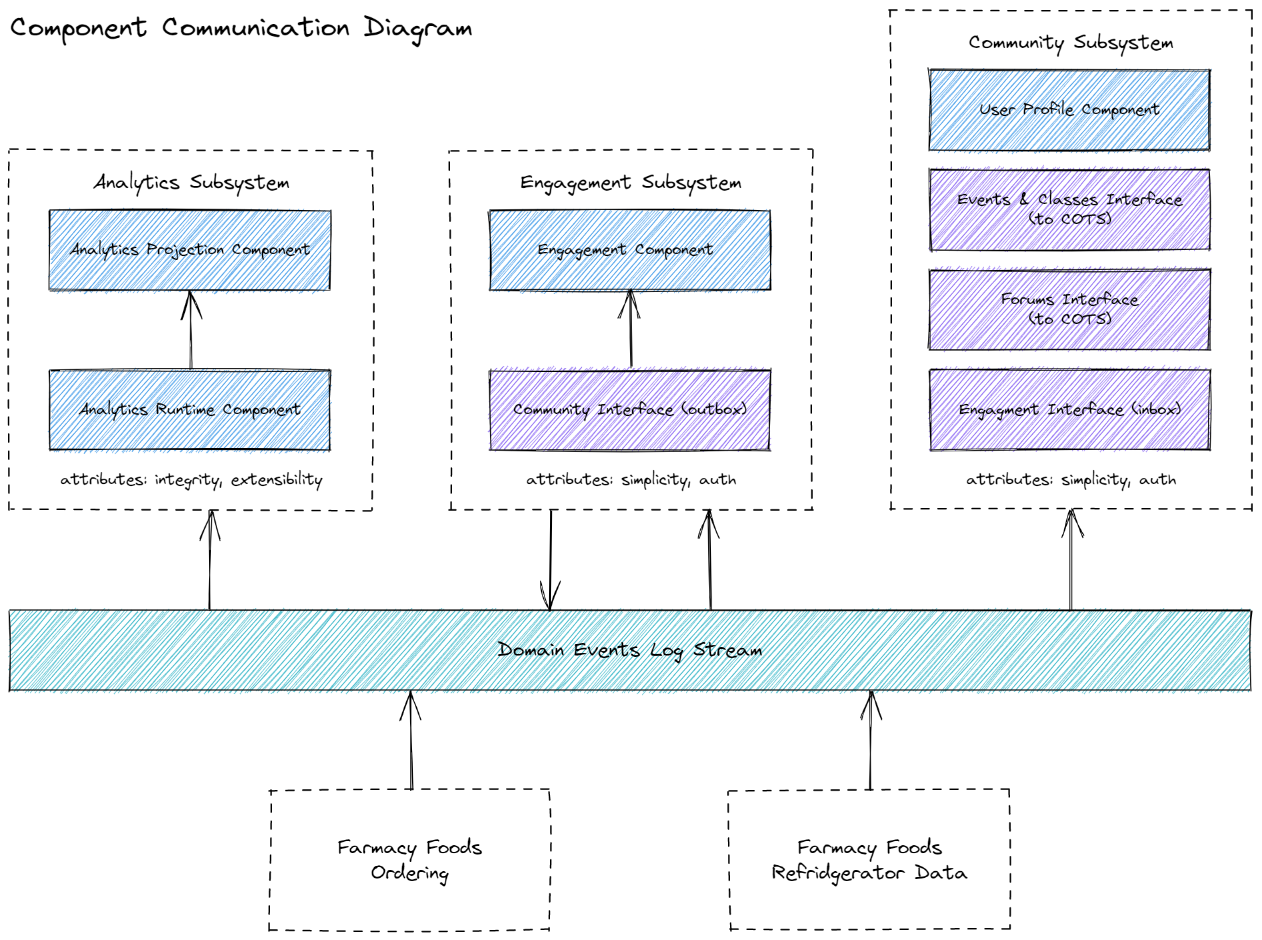 Component Communication Diagram
Analytics Subsystem
Analytics Projection Component
Analytics Runtime Component
attributes: integrity, extensibility
Engagement Subsystem
Engagement Component
Community Interface (outbox)
attributes: simplicity, auth
Community Subsystem
User Profile Component
Events & Classes Interface
(to COTS)
Forums Interface
(to COTS)
Engagment Interface (inbox)
attributes: simplicity, auth
Domain Events Log Stream
Farmacy Foods
Ordering
Farmacy Foods
Refridgerator Data